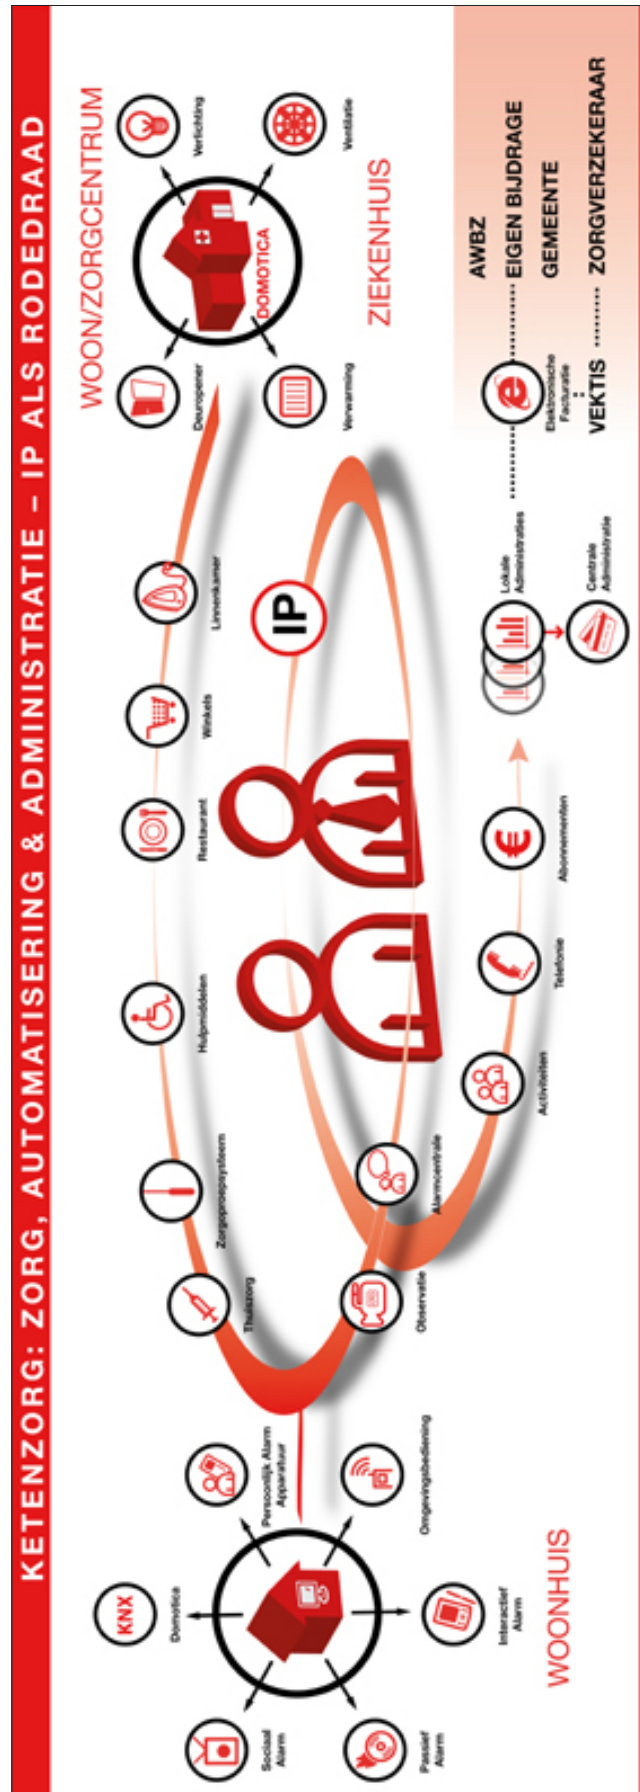 KETENZORG: ZORG, AUTOMATISERING & ADMINISTRATIE – IP ALS RODEDRAAD
WOON/ZORGCENTRUM
Verlichting
Ventilatie
Deuropener
Verwarming
DOMOTICA
ZIEKENHUIS
Linnenkamer
Winkels
Restaurant
Hulpmiddelen
Zorgoproepsysteem
Thuiszorg
IP
Observatie
Alarmcentrale
Activiteiten
Telefonie
€
Abonnementen
Lokale
Administraties
Centrale
Administratie
Elektronische
Facturatie
AWBZ
EIGEN BIJDRAGE
GEMEENTE
VEKTIS ........ ZORGVERZEKERAAR
KNX
Domotica
Sociaal
Alarm
Persoonlijk Alarm
Apparatuur
Omgevingsbediening
Interactief
Alarm
Passief
Alarm
WOONHUIS